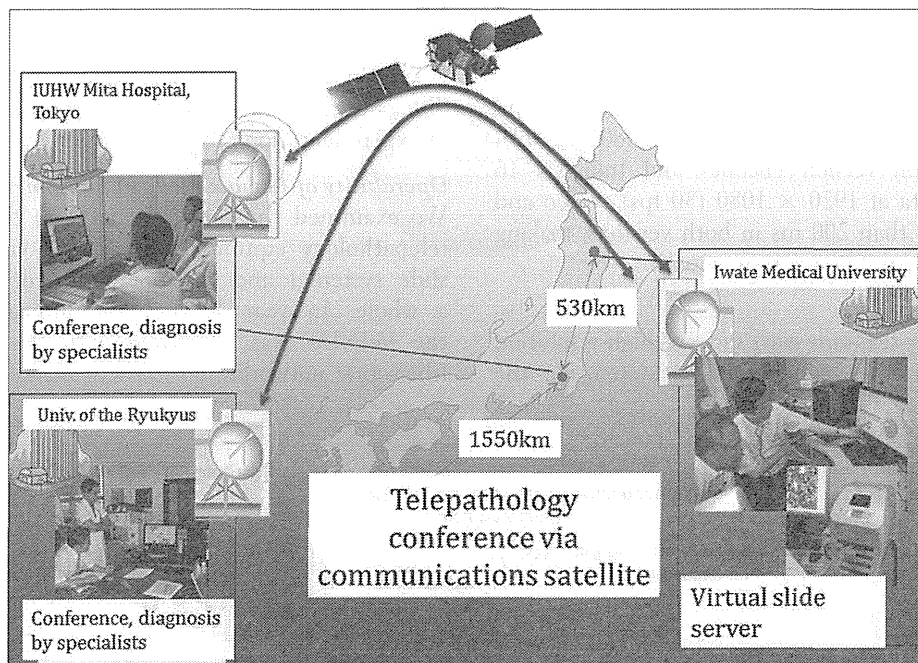 IUHW Mita Hospital,
Tokyo
Conference, diagnosis
by specialists
530km
Iwate Medical University
Univ. of the Ryukyus
1550km
Telepathology
conference via
communications satellite
Conference, diagnosis
by specialists
Virtual slide
server